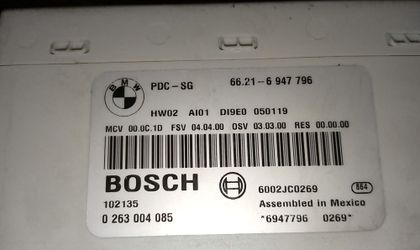 BMW PDC-SG 66.21-6 947 796
HW02 AI01 DI9E0 050119
MCV 00.0C.1D FSV 04.04.00 OSV 03.03.00 RES 00.00.00
BOSCH 6002JC0269 864
102135 Assembled in Mexico
0 263 004 085 *6947796 0269*